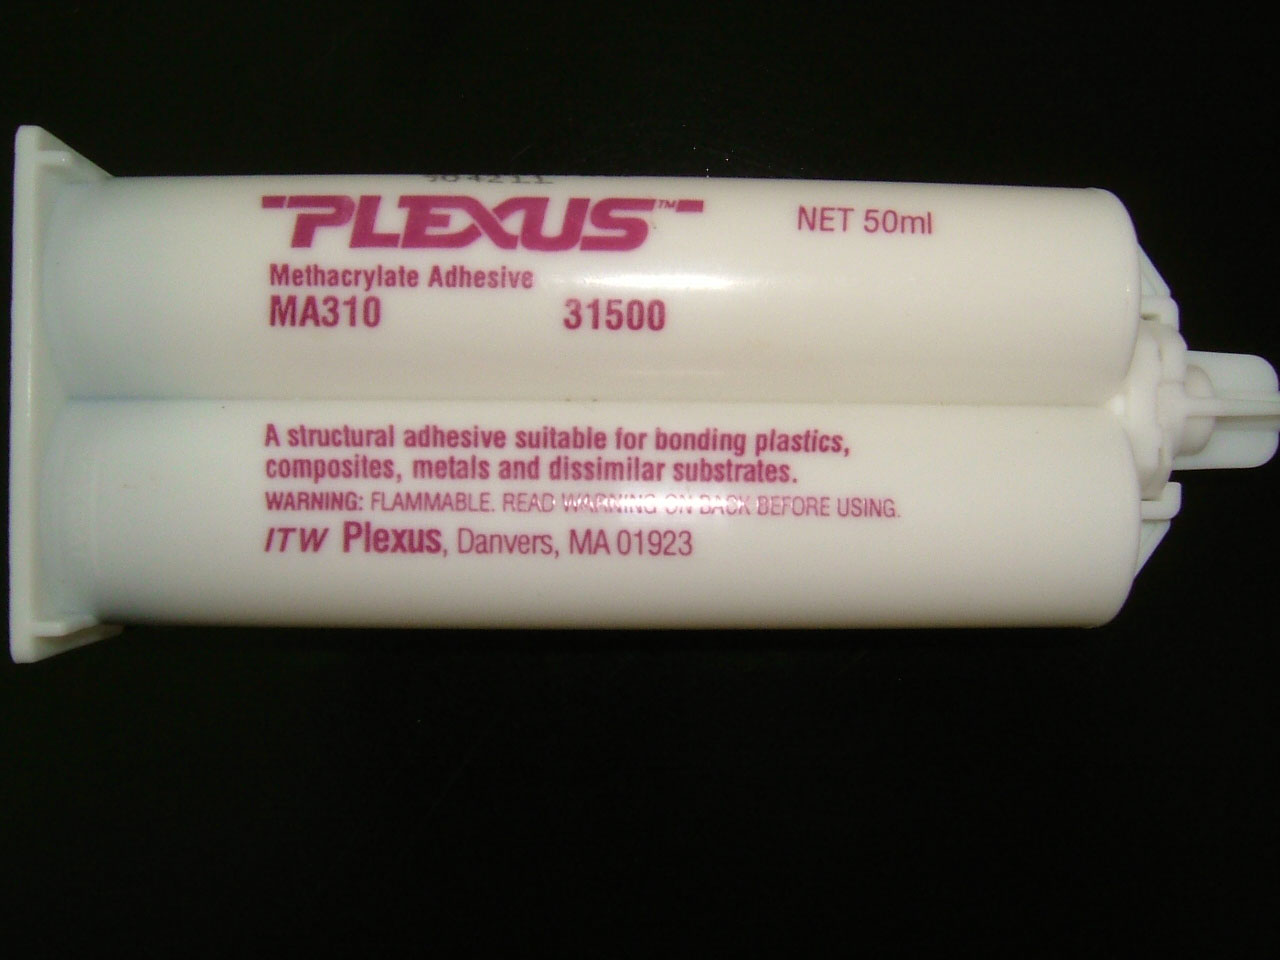 PLEXUS™
NET 50ml
Methacrylate Adhesive
MA310 31500
A structural adhesive suitable for bonding plastics,
composites, metals and dissimilar substrates.
WARNING: FLAMMABLE. READ WARNING ON BACK BEFORE USING.
ITW Plexus, Danvers, MA 01923